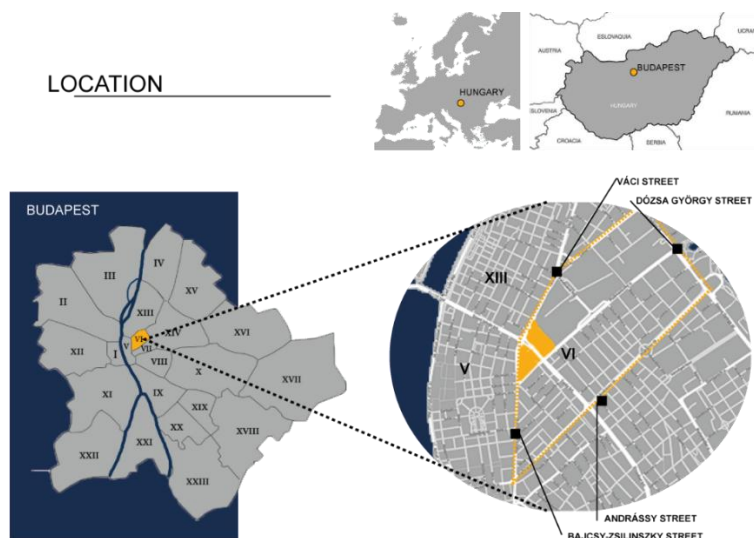 LOCATION
HUNGARY
ESLOVAQUIA
AUSTRIA
BUDAPEST
HUNGARY
RUMANIA
CROACIA
SERBIA
VÁCI STREET
DÓZSA GYÖRGY STREET
BUDAPEST
IV
III
XV
II
XIII
XIV
XVI
VI
V
VII
XII
I
VIII
X
XVII
XI
IX
XIX
XVIII
XX
XXII
XXI
XXIII
XIII
V
VI
ANDRÁSSY STREET
BAJCSY-ZSILINSZKY STREET